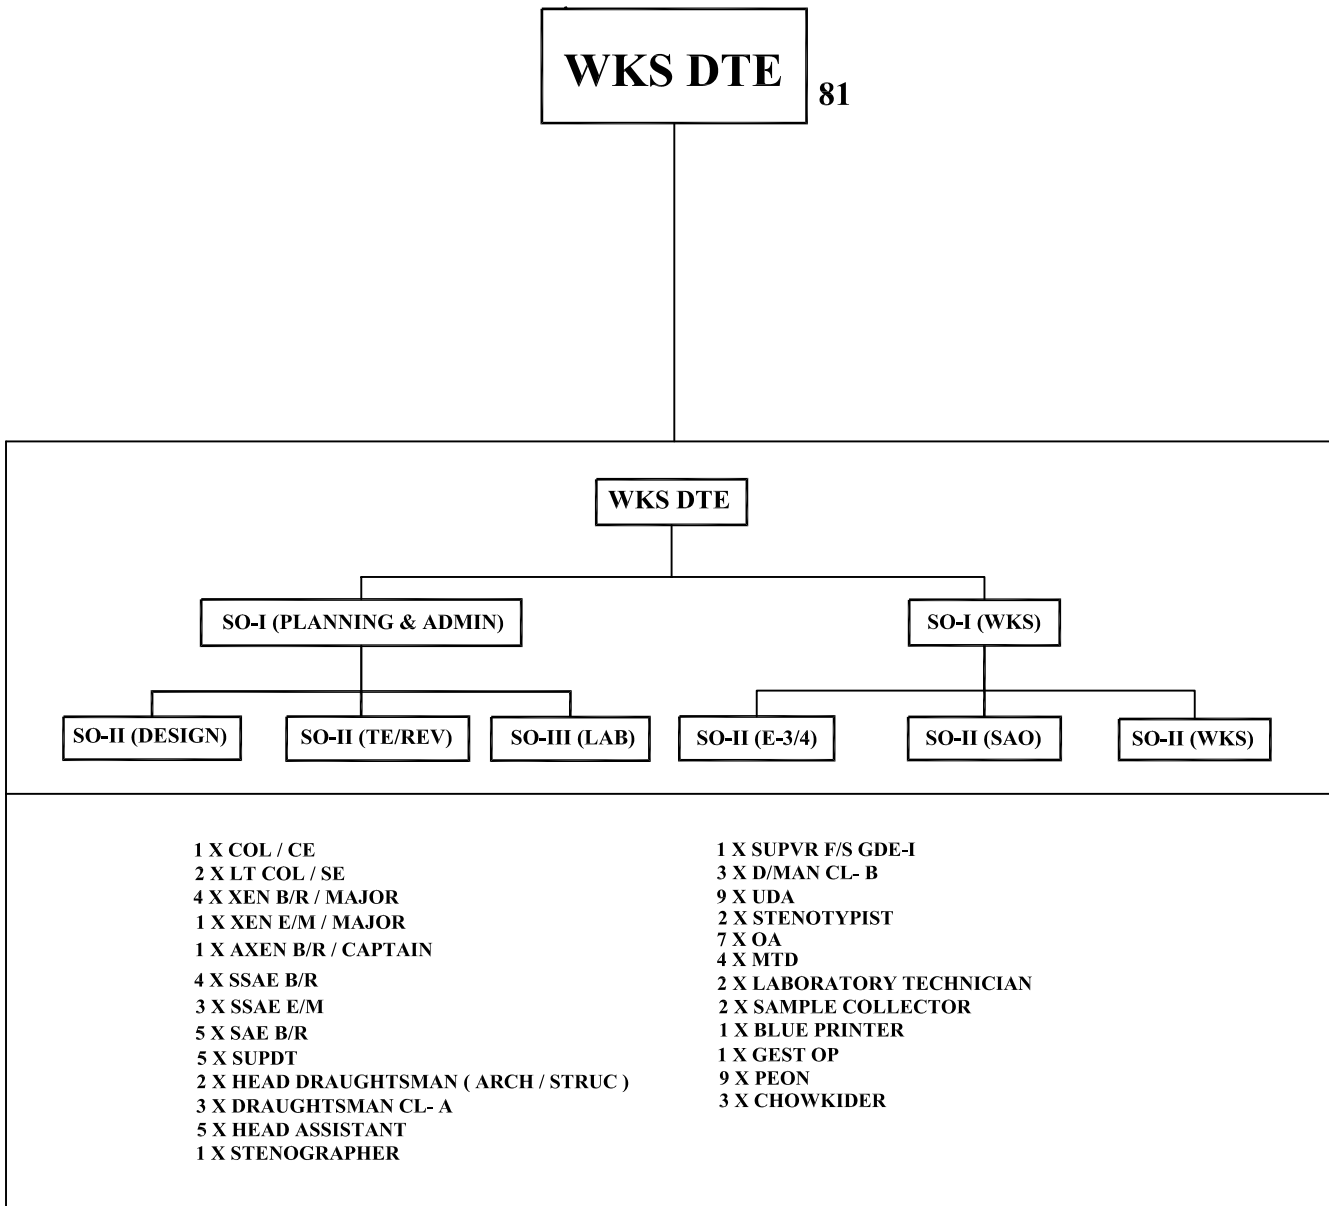 WKS DTE
81
WKS DTE
SO-I (PLANNING & ADMIN)
SO-I (WKS)
SO-II (DESIGN)
SO-II (TE/REV)
SO-III (LAB)
SO-II (E-3/4)
SO-II (SAO)
SO-II (WKS)
1 X COL / CE
2 X LT COL / SE
4 X XEN B/R / MAJOR
1 X XEN E/M / MAJOR
1 X AXEN B/R / CAPTAIN
4 X SSAE B/R
3 X SSAE E/M
5 X SAE B/R
5 X SUPDT
2 X HEAD DRAUGHTSMAN ( ARCH / STRUC )
3 X DRAUGHTSMAN CL- A
5 X HEAD ASSISTANT
1 X STENOGRAPHER
1 X SUPVR F/S GDE-I
3 X D/MAN CL- B
9 X UDA
2 X STENOTYPIST
7 X OA
4 X MTD
2 X LABORATORY TECHNICIAN
2 X SAMPLE COLLECTOR
1 X BLUE PRINTER
1 X GEST OP
9 X PEON
3 X CHOWKIDER